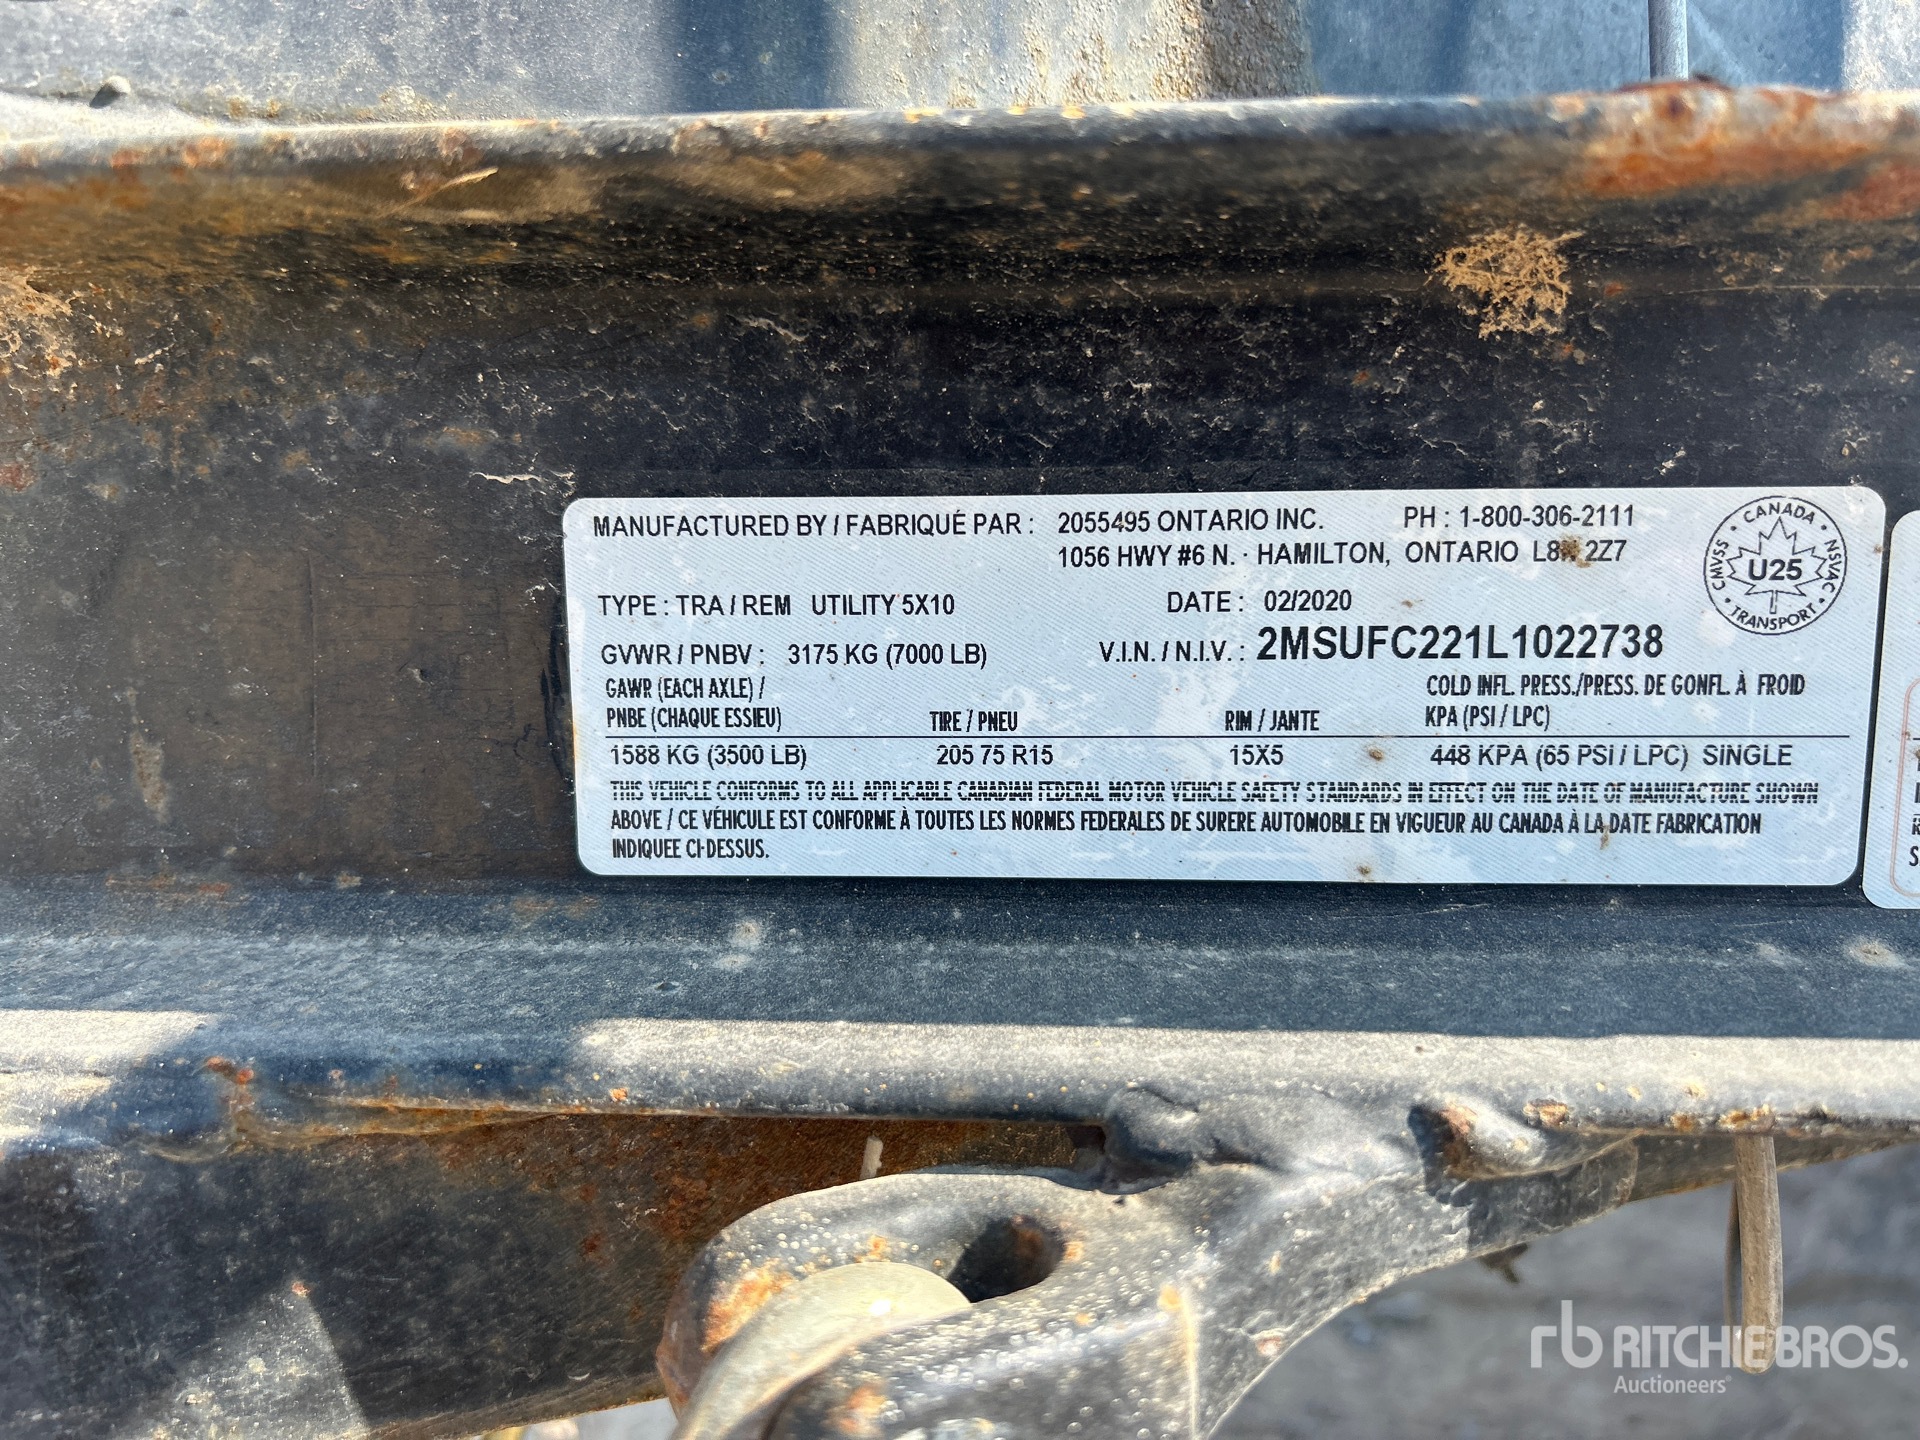 MANUFACTURED BY / FABRIQUÉ PAR : 2055495 ONTARIO INC. PH : 1-800-306-2111
1056 HWY #6 N. · HAMILTON, ONTARIO 2Z7
TYPE : TRA / REM UTILITY 5X10 DATE : 02/2020
GVWR / PNBV : 3175 KG (7000 LB) V.I.N. / N.I.V. : 2MSUFC221L1022738
GAWR (EACH AXLE) / COLD INFL. PRESS./PRESS. DE GONFL. À FROID
PNBE (CHAQUE ESSIEU) TIRE / PNEU RIM / JANTE KPA (PSI / LPC)
1588 KG (3500 LB) 205 75 R15 15X5 448 KPA (65 PSI / LPC) SINGLE
THIS VEHICLE CONFORMS TO ALL APPLICABLE CANADIAN FEDERAL MOTOR VEHICLE SAFETY STANDARDS IN EFFECT ON THE DATE OF MANUFACTURE SHOWN
ABOVE / CE VÉHICULE EST CONFORME À TOUTES LES NORMES FEDERALES DE SURERE AUTOMOBILE EN VIGUEUR AU CANADA À LA DATE FABRICATION
INDIQUEE CI-DESSUS.
CANADA
CMVSS · U25 · NSVAC
TRANSPORT
rb RITCHIE BROS.
Auctioneers